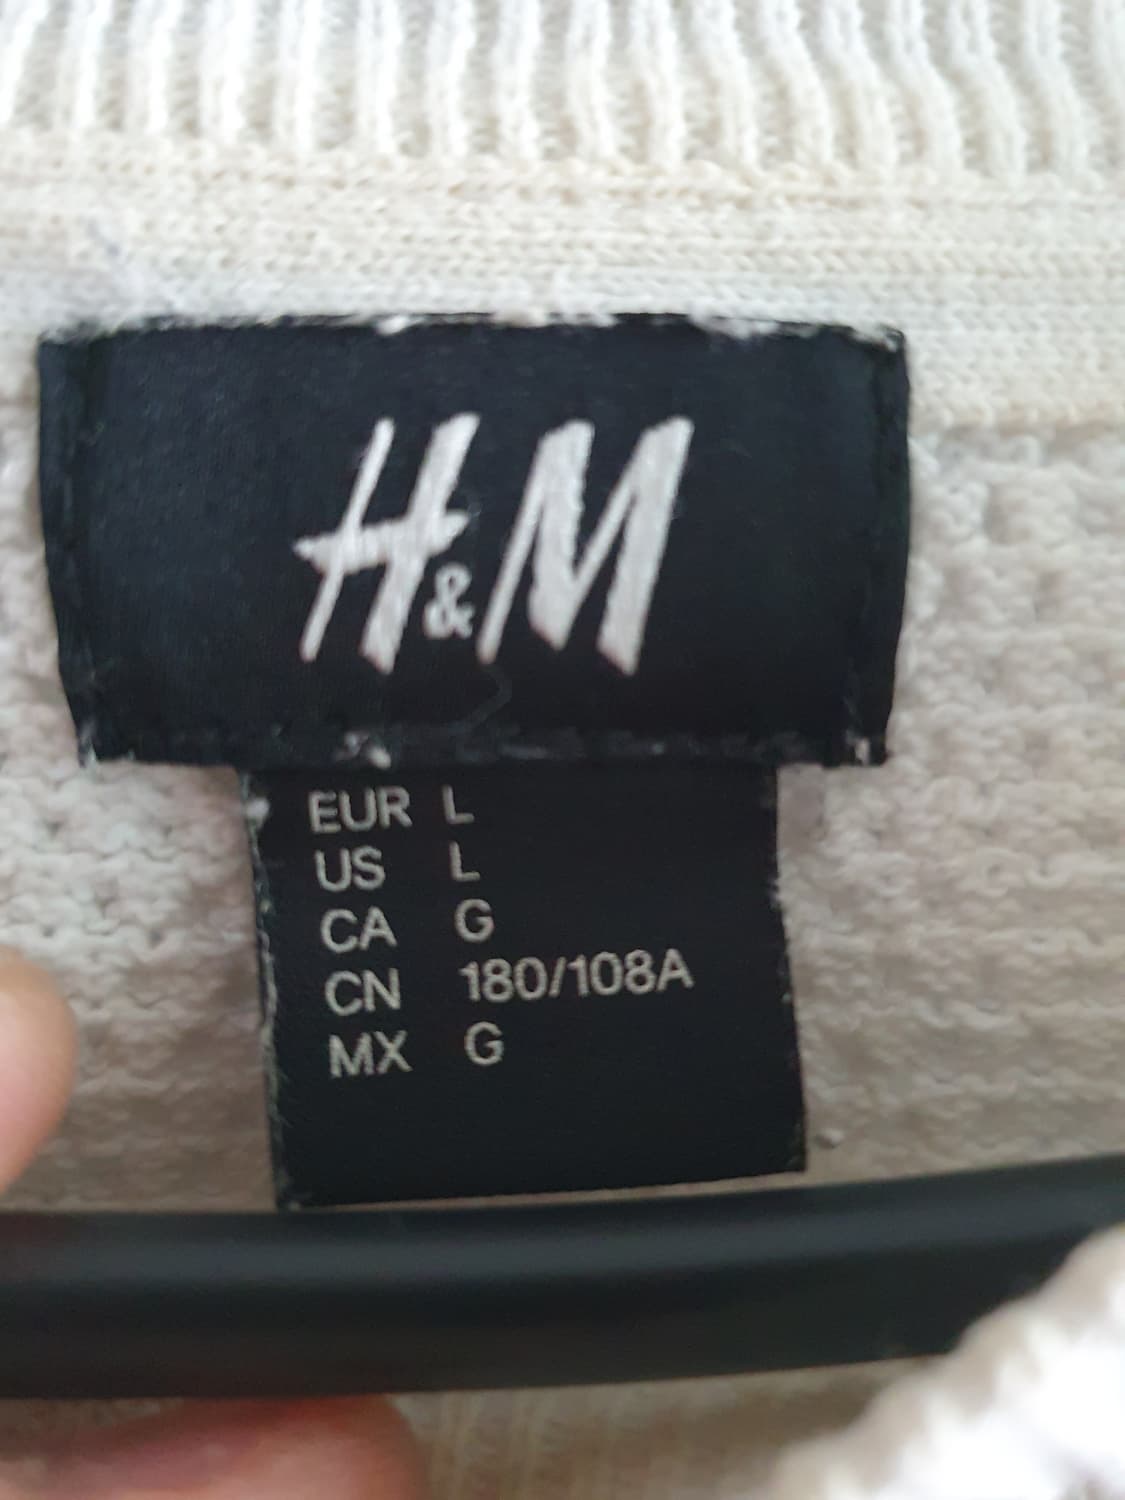 H&M
EUR L
US L
CA G
CN 180/108A
MX G